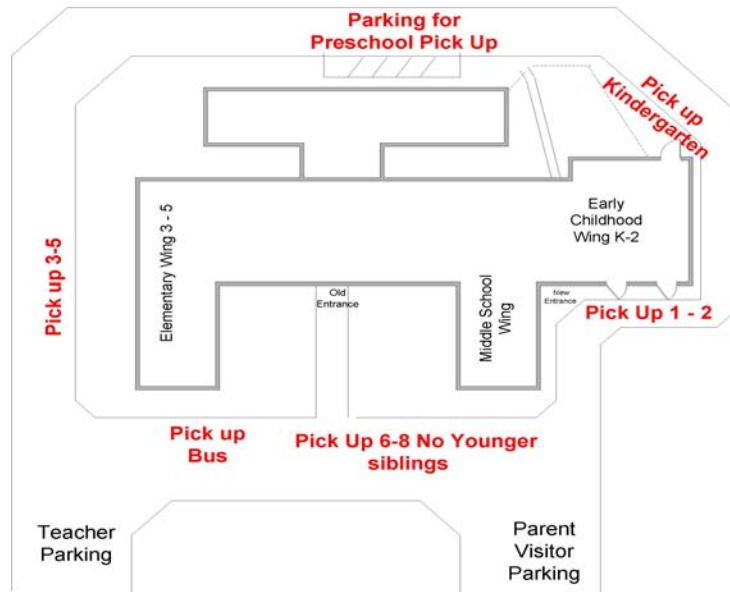 Parking for
Preschool Pick Up
Pick up
Kindergarten
Early
Childhood
Wing K-2
Elementary Wing 3 - 5
Pick up 3-5
Old
Entrance
Middle School
Wing
New
Entrance
Pick Up 1 - 2
Pick up
Bus
Pick Up 6-8 No Younger
siblings
Teacher
Parking
Parent
Visitor
Parking